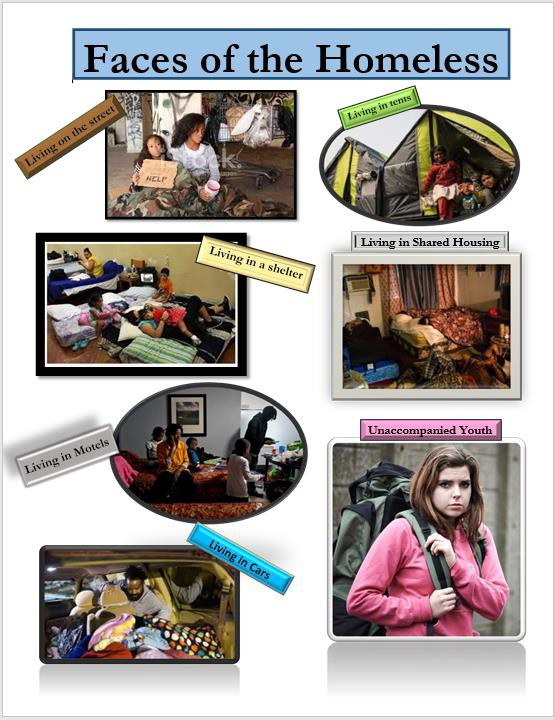 Faces of the Homeless
Living on the street
Living in tents
iStock.
HELP
Living in a shelter
Living in Shared Housing
Living in Motels
Unaccompanied Youth
Living in Cars